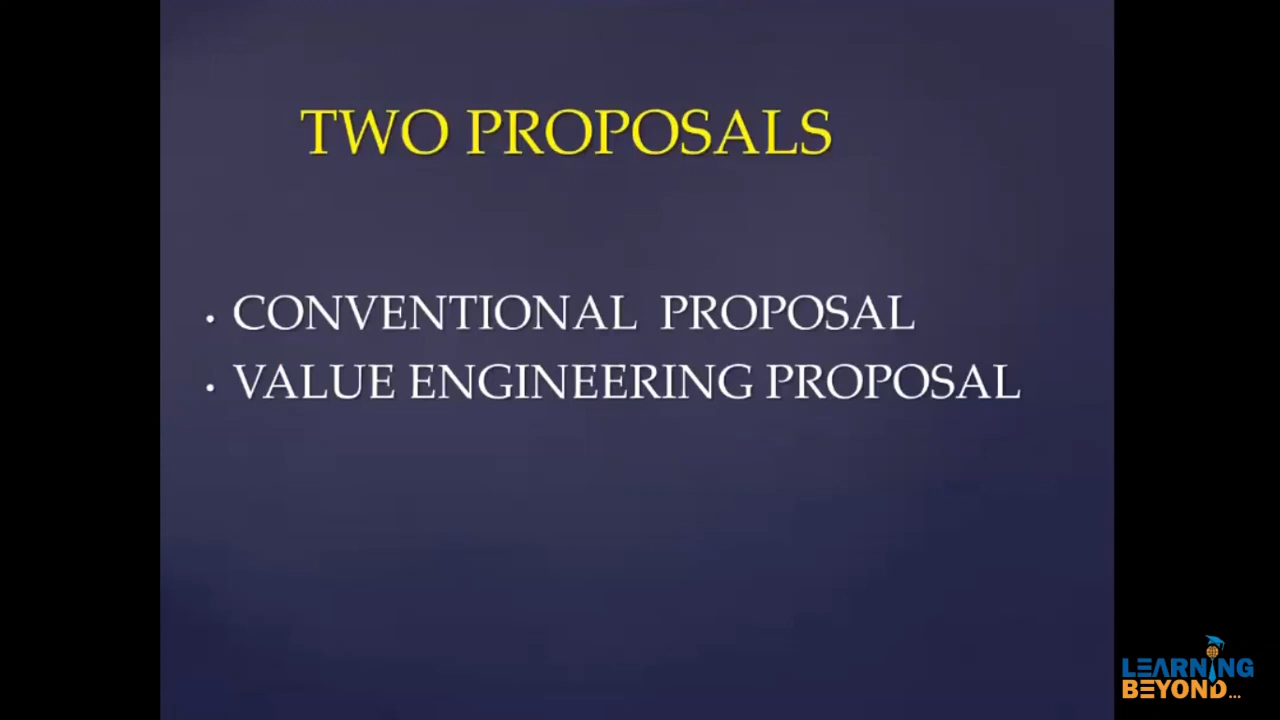 TWO PROPOSALS
• CONVENTIONAL PROPOSAL
• VALUE ENGINEERING PROPOSAL
LEARNING
BEYOND...